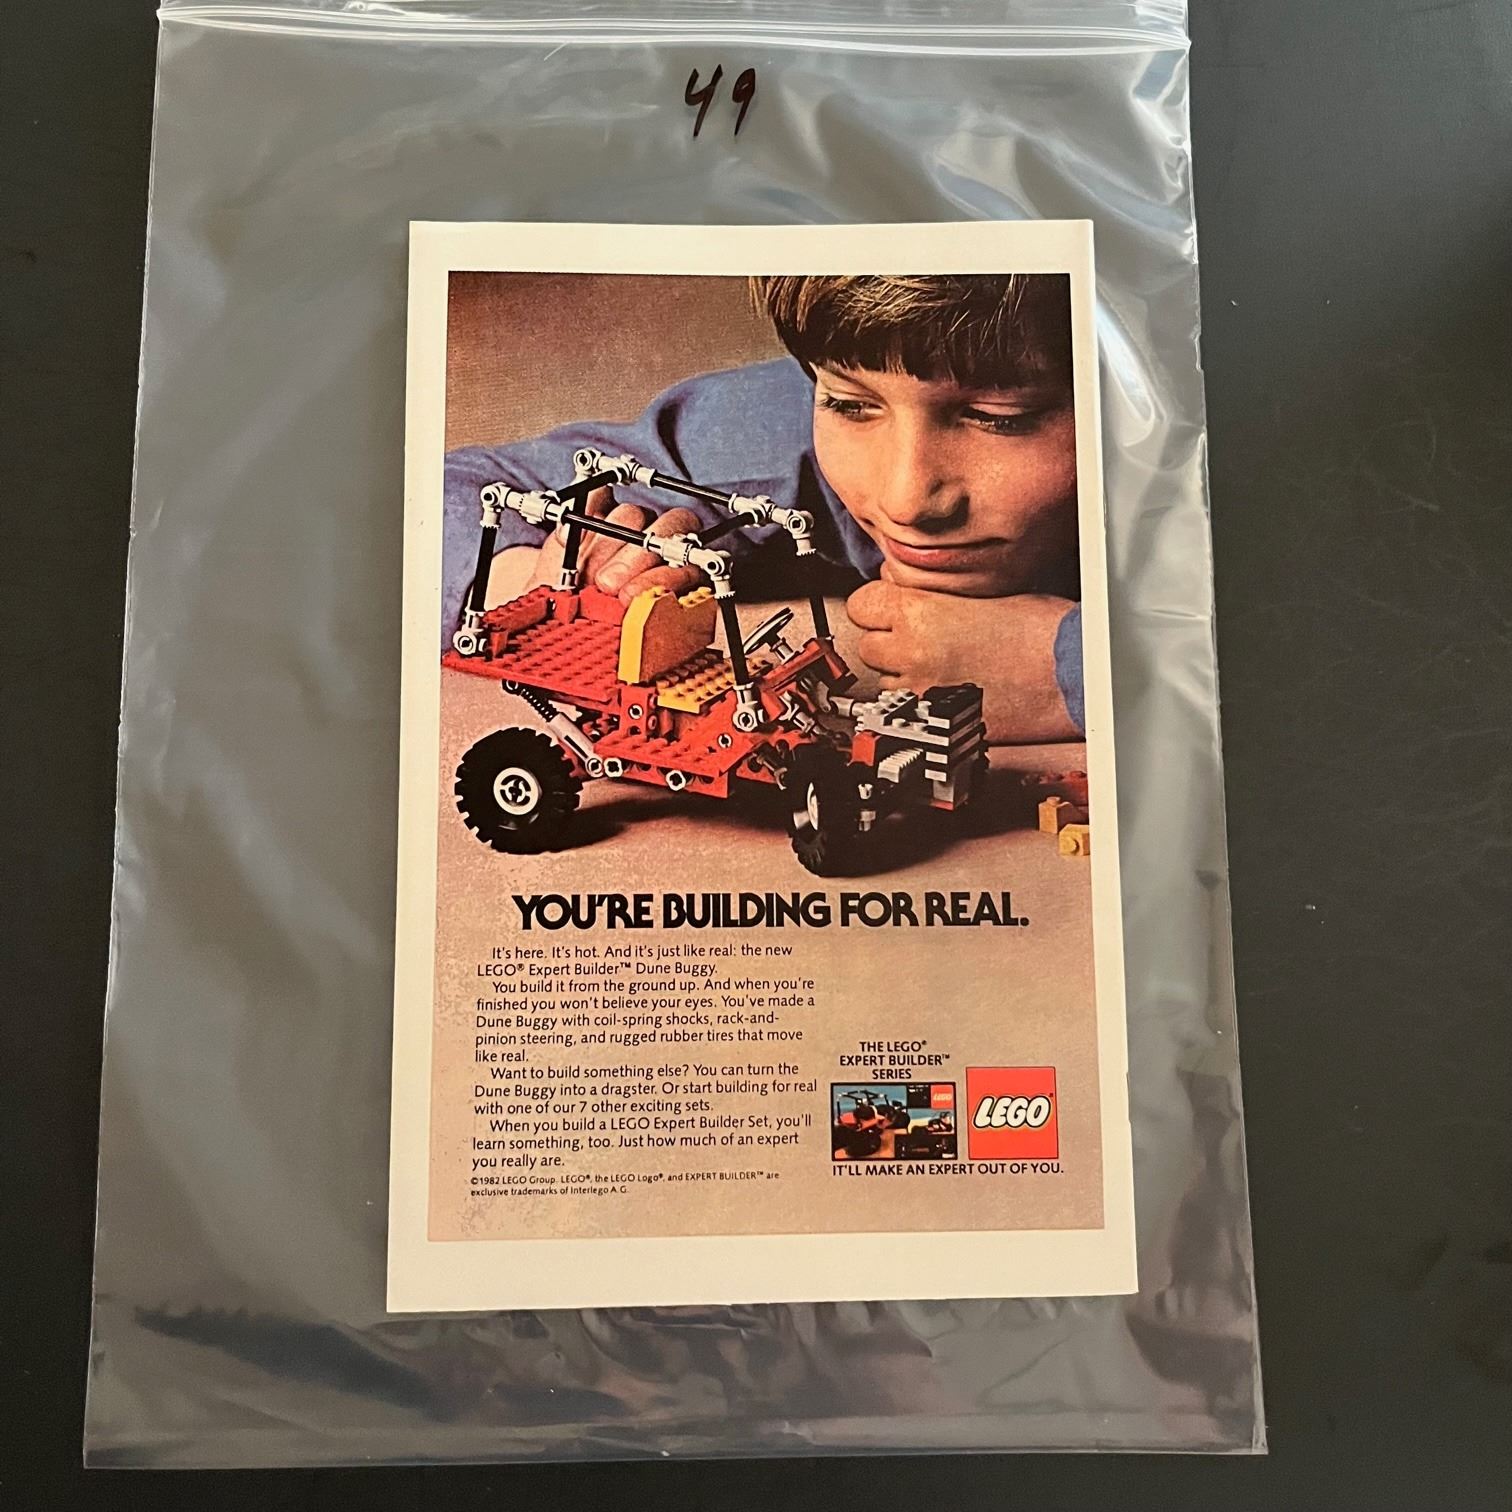 49
YOU'RE BUILDING FOR REAL.
It's here. It's hot. And it's just like real: the new
LEGO® Expert Builder™ Dune Buggy.
You build it from the ground up. And when you're
finished you won't believe your eyes. You've made a
Dune Buggy with coil-spring shocks, rack-and-
pinion steering, and rugged rubber tires that move
like real.
Want to build something else? You can turn the
Dune Buggy into a dragster. Or start building for real
with one of our 7 other exciting sets.
When you build a LEGO Expert Builder Set, you'll
learn something, too. Just how much of an expert
you really are.
©1982 LEGO Group. LEGO®, the LEGO Logo®, and EXPERT BUILDER™ are
exclusive trademarks of Interlego A.G.
THE LEGO®
EXPERT BUILDER™
SERIES
LEGO
LEGO®
IT'LL MAKE AN EXPERT OUT OF YOU.